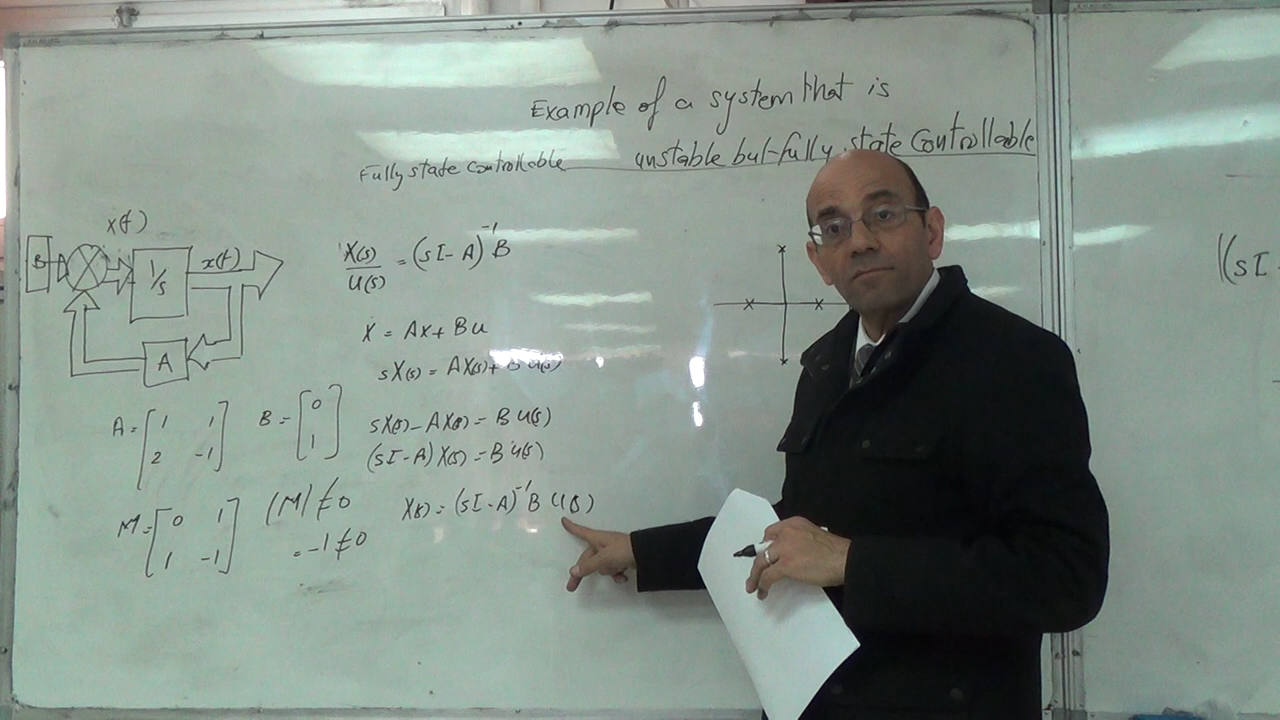 Example of a system that is
unstable but fully state Controllable
Fully state Controllable
x(t)
B
1/s
x(t)
A
X(s)/U(s) = (sI - A)⁻¹ B
X = Ax + Bu
sX(s) = AX(s) + B U(s)
A = [1 1; 2 -1] B = [0; 1]
sX(s) - AX(s) = B U(s)
(sI - A) X(s) = B U(s)
M = [0 1; 1 -1] |M| ≠ 0
= -1 ≠ 0
X(s) = (sI - A)⁻¹ B U(s)
((sI